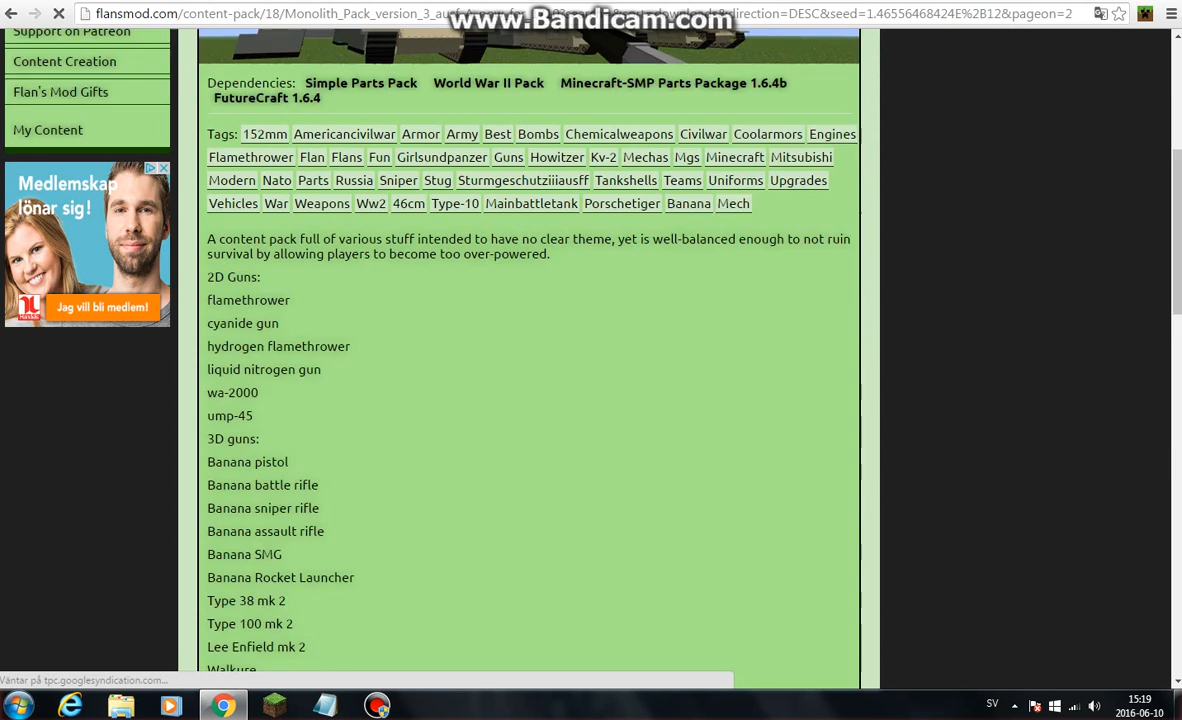 www.Bandicam.com
flansmod.com/content-pack/18/Monolith_Pack_version_3_
direction=DESC&seed=1.46556468424E%2B12&pageon=2
Support on Patreon
Content Creation
Flan's Mod Gifts
My Content
Medlemskap
lönar sig!
Jag vill bli medlem!
Dependencies: Simple Parts Pack World War II Pack Minecraft-SMP Parts Package 1.6.4b
FutureCraft 1.6.4
Tags: 152mm Americancivilwar Armor Army Best Bombs Chemicalweapons Civilwar Coolarmors Engines
Flamethrower Flan Flans Fun Girlsundpanzer Guns Howitzer Kv-2 Mechas Mgs Minecraft Mitsubishi
Modern Nato Parts Russia Sniper Stug Sturmgeschutziiiausff Tankshells Teams Uniforms Upgrades
Vehicles War Weapons Ww2 46cm Type-10 Mainbattletank Porschetiger Banana Mech
A content pack full of various stuff intended to have no clear theme, yet is well-balanced enough to not ruin
survival by allowing players to become too over-powered.
2D Guns:
flamethrower
cyanide gun
hydrogen flamethrower
liquid nitrogen gun
wa-2000
ump-45
3D guns:
Banana pistol
Banana battle rifle
Banana sniper rifle
Banana assault rifle
Banana SMG
Banana Rocket Launcher
Type 38 mk 2
Type 100 mk 2
Lee Enfield mk 2
Walkure
Väntar på tpc.googlesyndication.com...
SV
15:19
2016-06-10